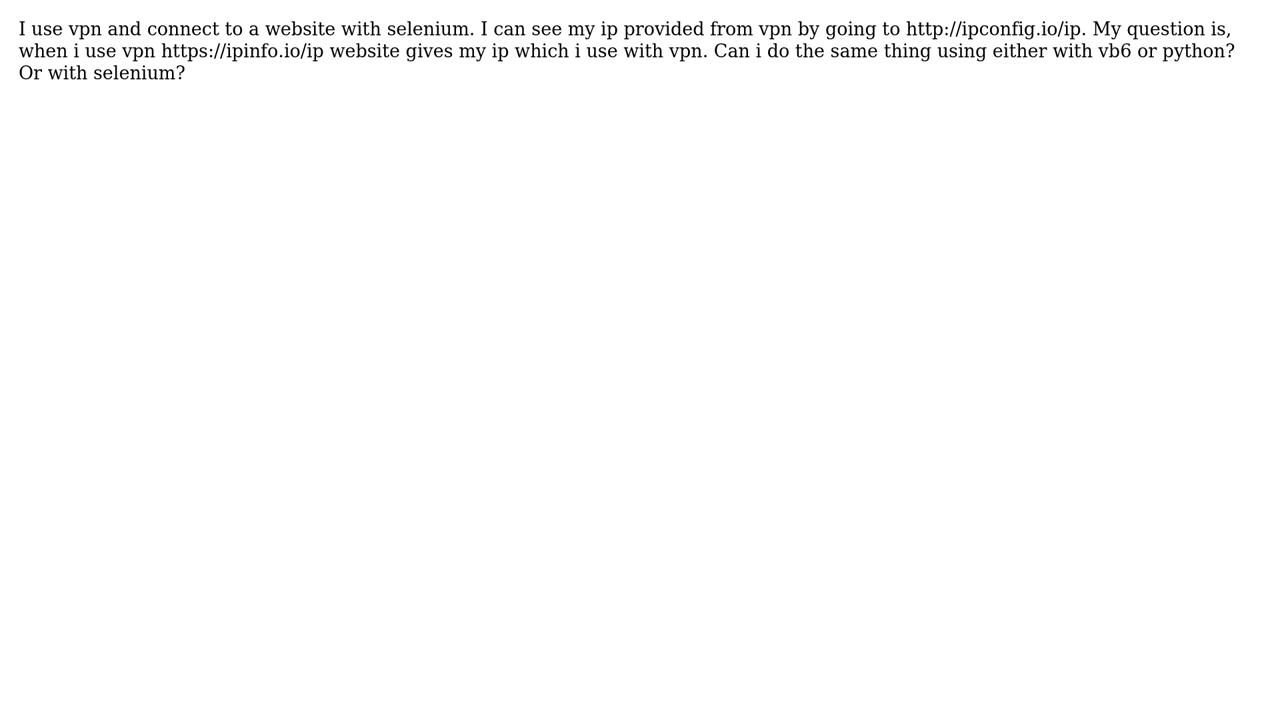 I use vpn and connect to a website with selenium. I can see my ip provided from vpn by going to http://ipconfig.io/ip. My question is,
when i use vpn https://ipinfo.io/ip website gives my ip which i use with vpn. Can i do the same thing using either with vb6 or python?
Or with selenium?